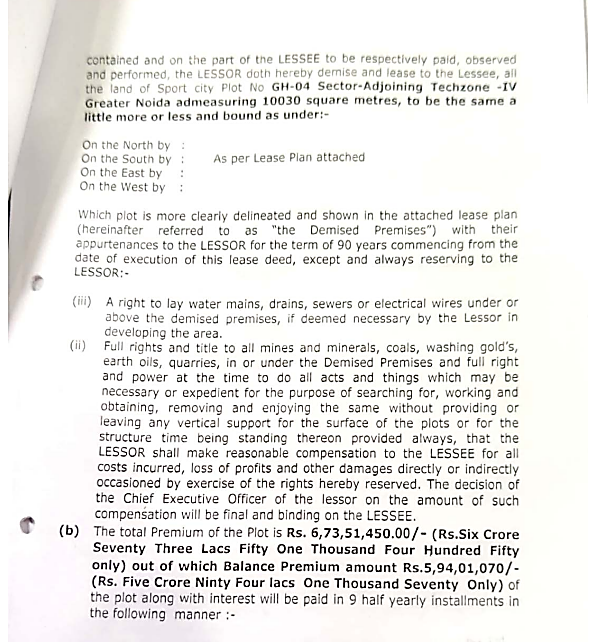 contained and on the part of the LESSEE to be respectively paid, observed
and performed, the LESSOR doth hereby demise and lease to the Lessee, all
the land of Sport city Plot No GH-04 Sector-Adjoining Techzone -IV
Greater Noida admeasuring 10030 square metres, to be the same a
little more or less and bound as under:-
On the North by :
On the South by : As per Lease Plan attached
On the East by :
On the West by :
Which plot is more clearly delineated and shown in the attached lease plan
(hereinafter referred to as "the Demised Premises") with their
appurtenances to the LESSOR for the term of 90 years commencing from the
date of execution of this lease deed, except and always reserving to the
LESSOR:-
(iii) A right to lay water mains, drains, sewers or electrical wires under or
above the demised premises, if deemed necessary by the Lessor in
developing the area.
(ii) Full rights and title to all mines and minerals, coals, washing gold's,
earth oils, quarries, in or under the Demised Premises and full right
and power at the time to do all acts and things which may be
necessary or expedient for the purpose of searching for, working and
obtaining, removing and enjoying the same without providing or
leaving any vertical support for the surface of the plots or for the
structure time being standing thereon provided always, that the
LESSOR shall make reasonable compensation to the LESSEE for all
costs incurred, loss of profits and other damages directly or indirectly
occasioned by exercise of the rights hereby reserved. The decision of
the Chief Executive Officer of the lessor on the amount of such
compensation will be final and binding on the LESSEE.
(b) The total Premium of the Plot is Rs. 6,73,51,450.00/- (Rs.Six Crore
Seventy Three Lacs Fifty One Thousand Four Hundred Fifty
only) out of which Balance Premium amount Rs.5,94,01,070/-
(Rs. Five Crore Ninty Four lacs One Thousand Seventy Only) of
the plot along with interest will be paid in 9 half yearly installments in
the following manner :-